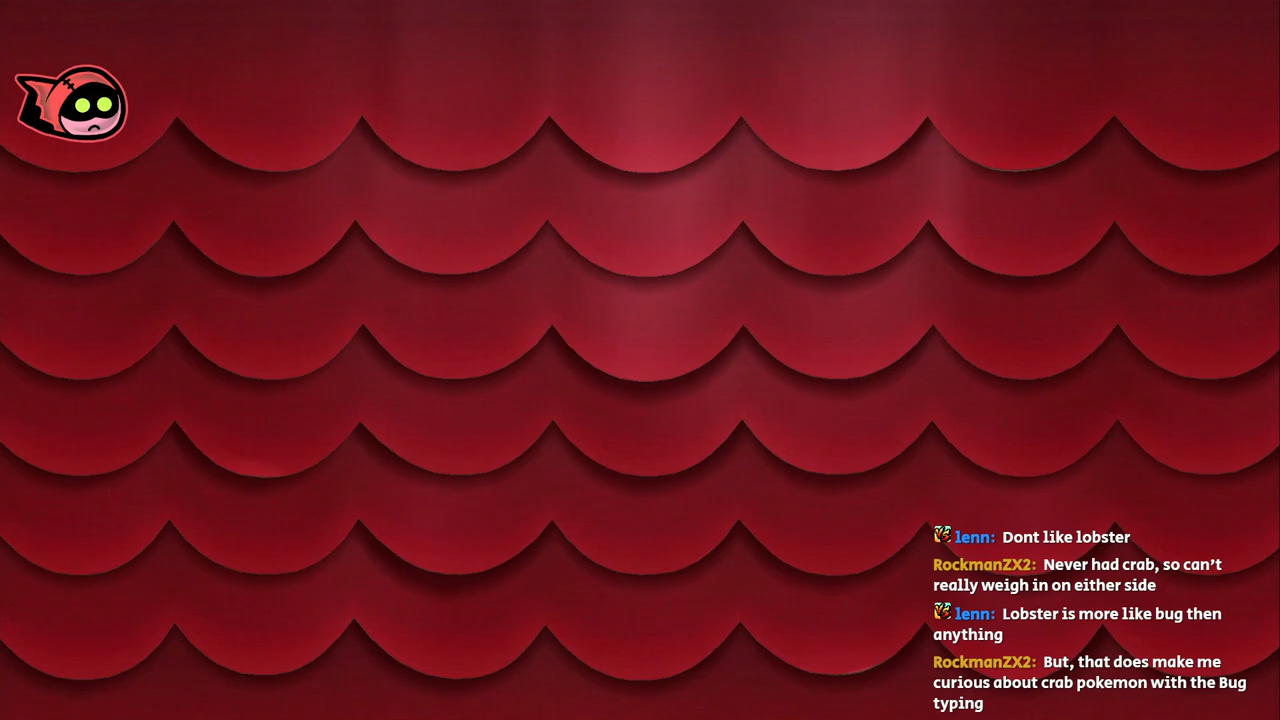 lenn: Dont like lobster
RockmanZX2: Never had crab, so can't
really weigh in on either side
lenn: Lobster is more like bug then
anything
RockmanZX2: But, that does make me
curious about crab pokemon with the Bug
typing